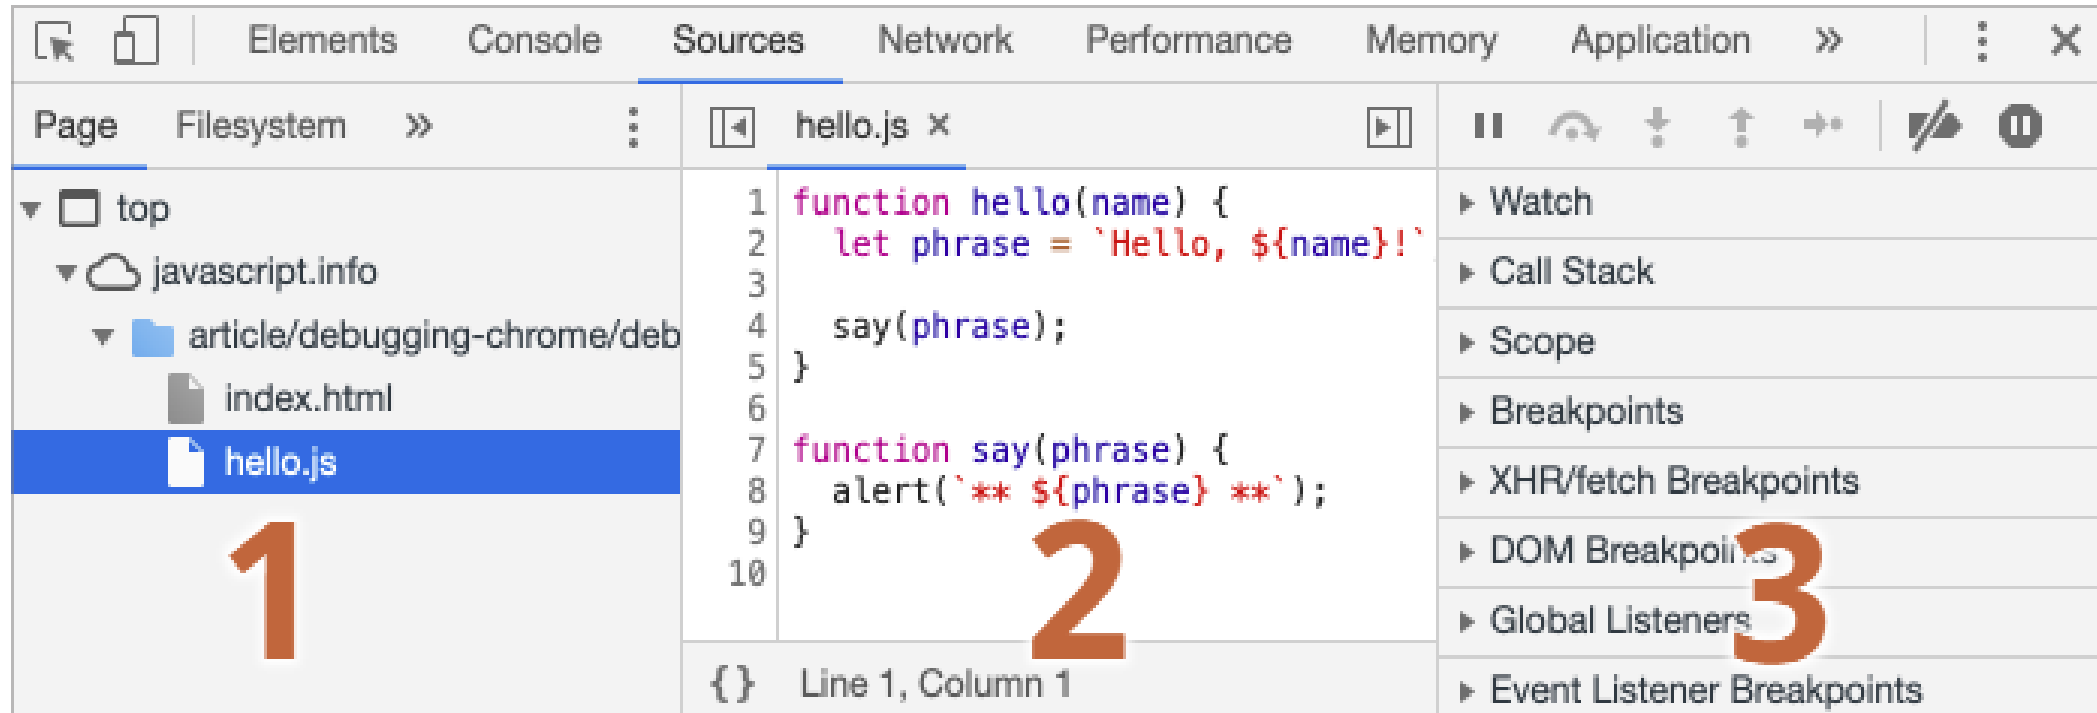 Elements Console Sources Network Performance Memory Application »
Page Filesystem »
top
javascript.info
article/debugging-chrome/deb
index.html
hello.js
1
hello.js ×
1 function hello(name) {
2 let phrase = `Hello, ${name}!`
3
4 say(phrase);
5 }
6
7 function say(phrase) {
8 alert(`** ${phrase} **`);
9 }
10
2
{} Line 1, Column 1
Watch
Call Stack
Scope
Breakpoints
XHR/fetch Breakpoints
DOM Breakpoints
Global Listeners
Event Listener Breakpoints
3